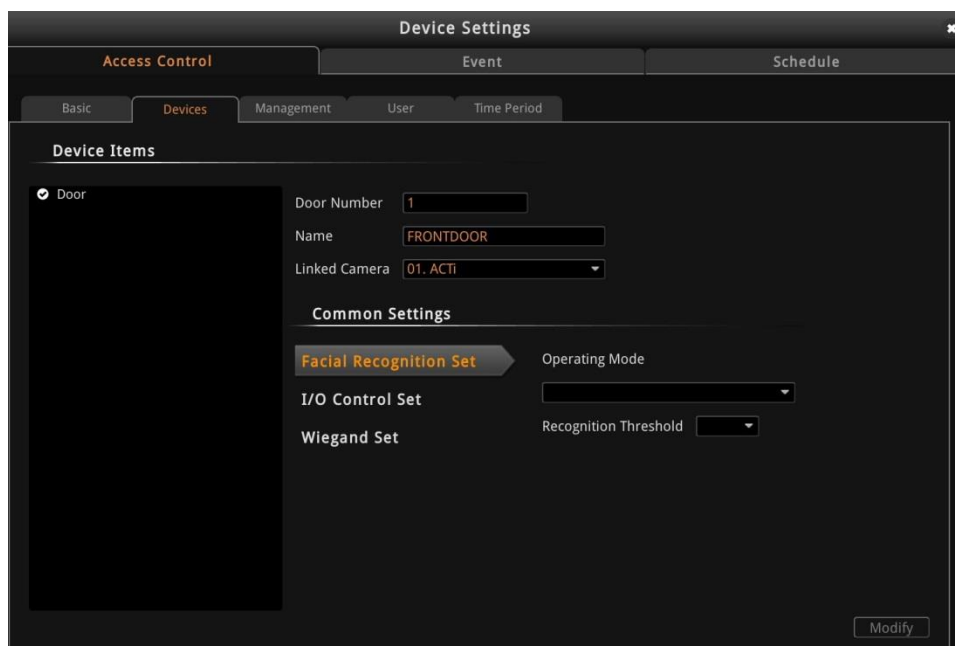 Device Settings
Access Control Event Schedule
Basic Devices Management User Time Period
Device Items
Door
Door Number 1
Name FRONTDOOR
Linked Camera 01. ACTi
Common Settings
Facial Recognition Set
Operating Mode
I/O Control Set
Recognition Threshold
Wiegand Set
Modify